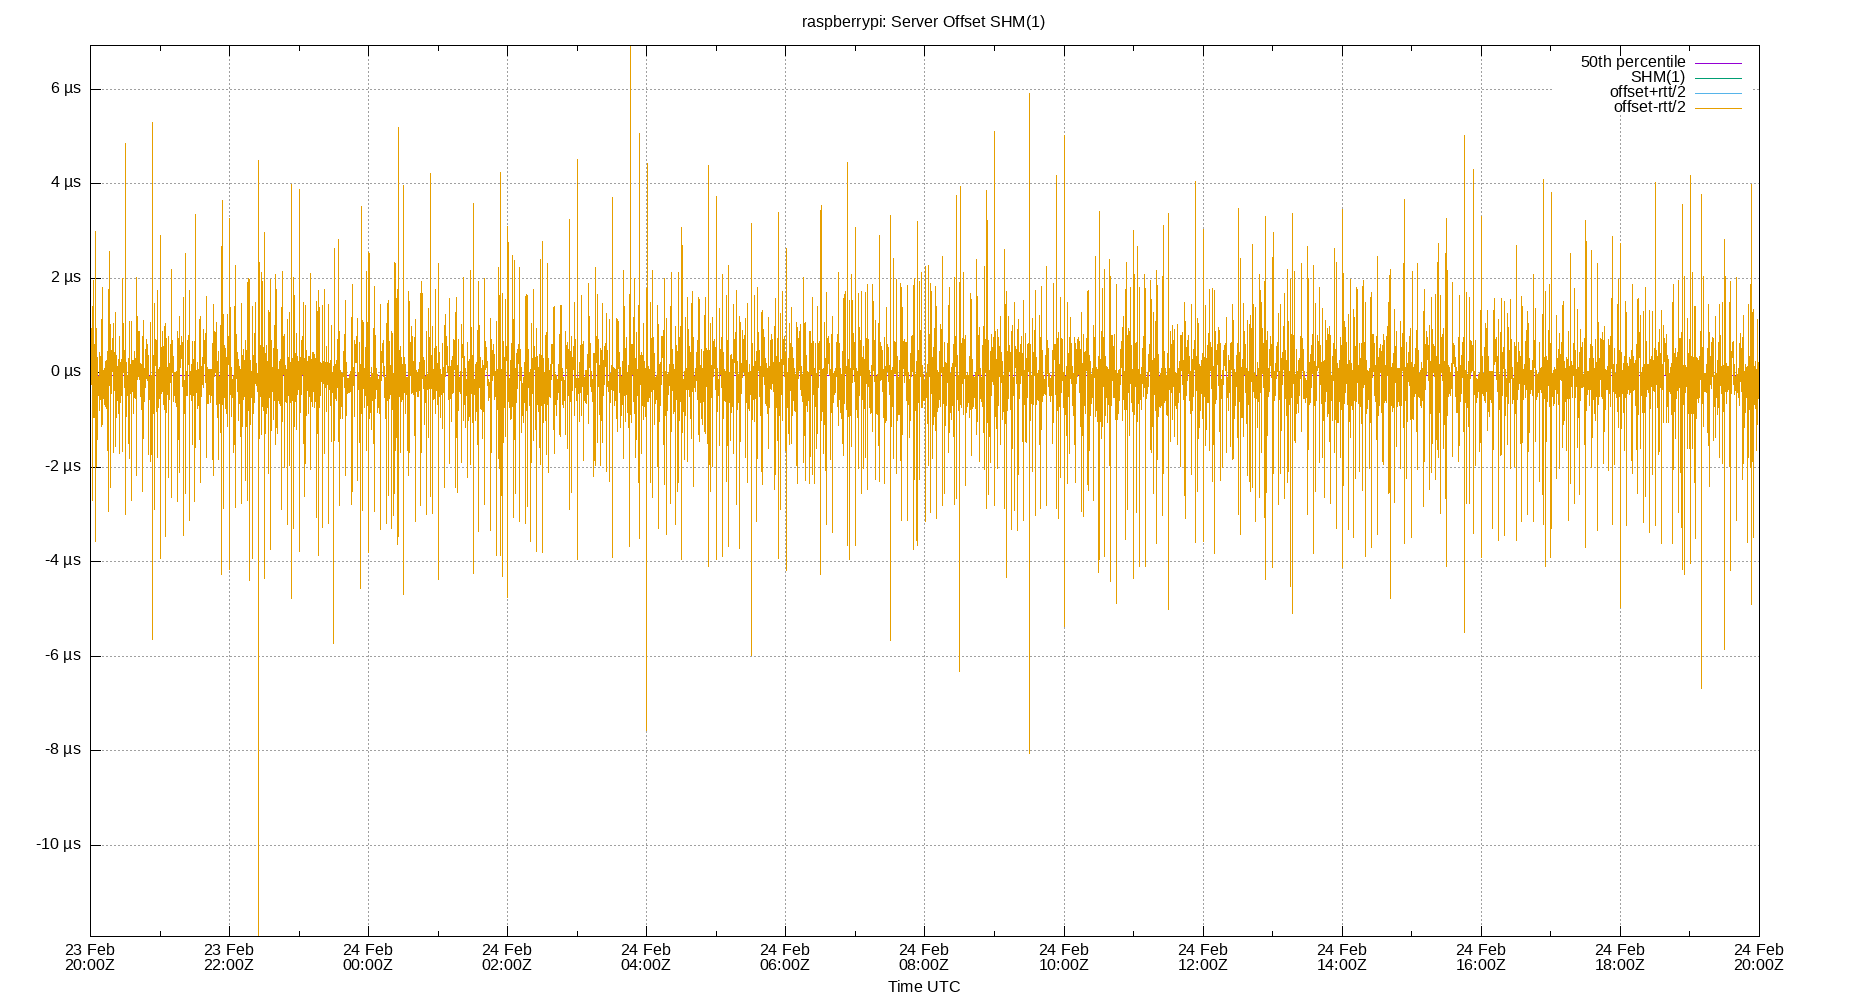 raspberrypi: Server Offset SHM(1)
50th percentile
SHM(1)
offset+rtt/2
offset-rtt/2
6 µs
4 µs
2 µs
0 µs
-2 µs
-4 µs
-6 µs
-8 µs
-10 µs
23 Feb 23 Feb 24 Feb 24 Feb 24 Feb 24 Feb 24 Feb 24 Feb 24 Feb 24 Feb 24 Feb 24 Feb 24 Feb
20:00Z 22:00Z 00:00Z 02:00Z 04:00Z 06:00Z 08:00Z 10:00Z 12:00Z 14:00Z 16:00Z 18:00Z 20:00Z
Time UTC